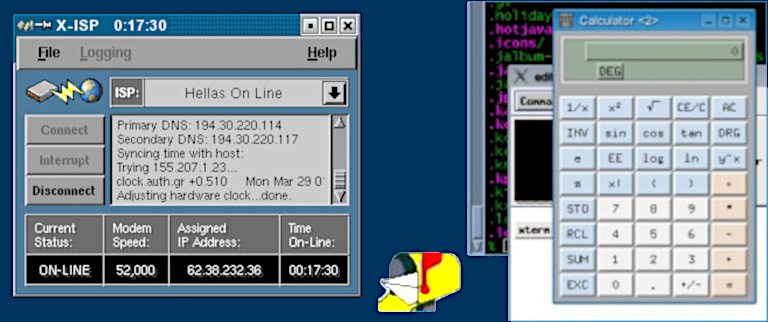 X-ISP 0:17:30
File Logging Help
ISP: Hellas On Line
Connect
Interrupt
Disconnect
Primary DNS: 194.30.220.114
Secondary DNS: 194.30.220.117
Syncing time with host:
Trying 155.207.1.23...
clock.auth.gr +0.510 Mon Mar 29 0
Adjusting hardware clock...done.
Current Status:
Modem Speed:
Assigned IP Address:
Time On-Line:
ON-LINE 52,000 62.38.232.36 00:17:30
.holiday
.hotjava
.icons/
.jalbum-
%
edi
Comma
xterm
Calculator <2>
0
DEG
1/x x² √ CE/C AC
INV sin cos tan DRG
e EE log ln y^x
π x! ( ) ÷
STO 7 8 9 *
RCL 4 5 6 -
SUM 1 2 3 +
EXC 0 . +/- =